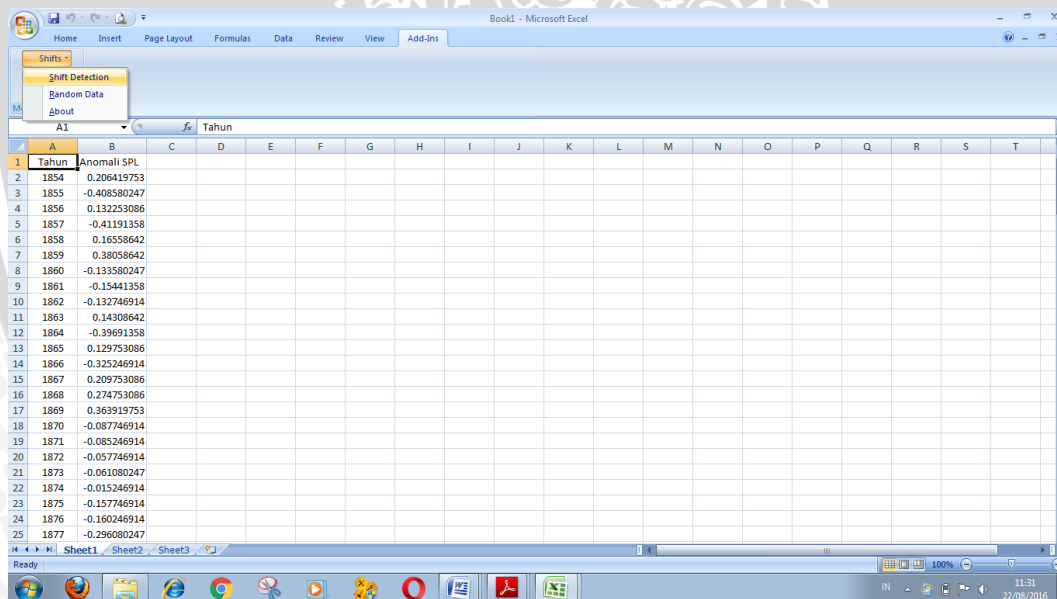 Book1 - Microsoft Excel
Home Insert Page Layout Formulas Data Review View Add-Ins
Shifts
Shift Detection
Random Data
About
A1 fx Tahun
A B C D E F G H I J K L M N O P Q R S T
1 Tahun Anomali SPL
2 1854 0.206419753
3 1855 -0.408580247
4 1856 0.132253086
5 1857 -0.41191358
6 1858 0.16558642
7 1859 0.38058642
8 1860 -0.133580247
9 1861 -0.15441358
10 1862 -0.132746914
11 1863 0.14308642
12 1864 -0.39691358
13 1865 0.129753086
14 1866 -0.325246914
15 1867 0.209753086
16 1868 0.274753086
17 1869 0.363919753
18 1870 -0.087746914
19 1871 -0.085246914
20 1872 -0.057746914
21 1873 -0.061080247
22 1874 -0.015246914
23 1875 -0.157746914
24 1876 -0.160246914
25 1877 -0.296080247
Sheet1 Sheet2 Sheet3
Ready 100%
IN 11:31
22/08/2016